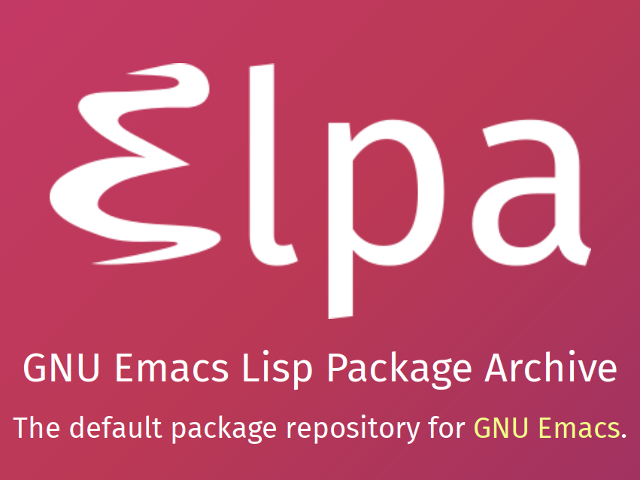 Elpa
GNU Emacs Lisp Package Archive
The default package repository for GNU Emacs.